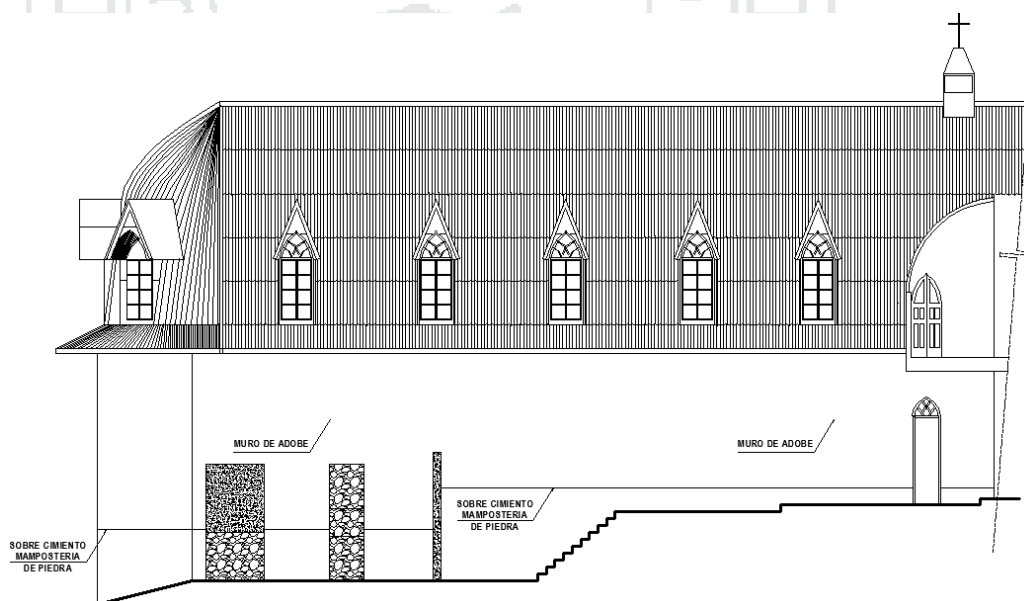 MURO DE ADOBE
MURO DE ADOBE
SOBRE CIMIENTO
MAMPOSTERIA
DE PIEDRA
SOBRE CIMIENTO
MAMPOSTERIA
DE PIEDRA